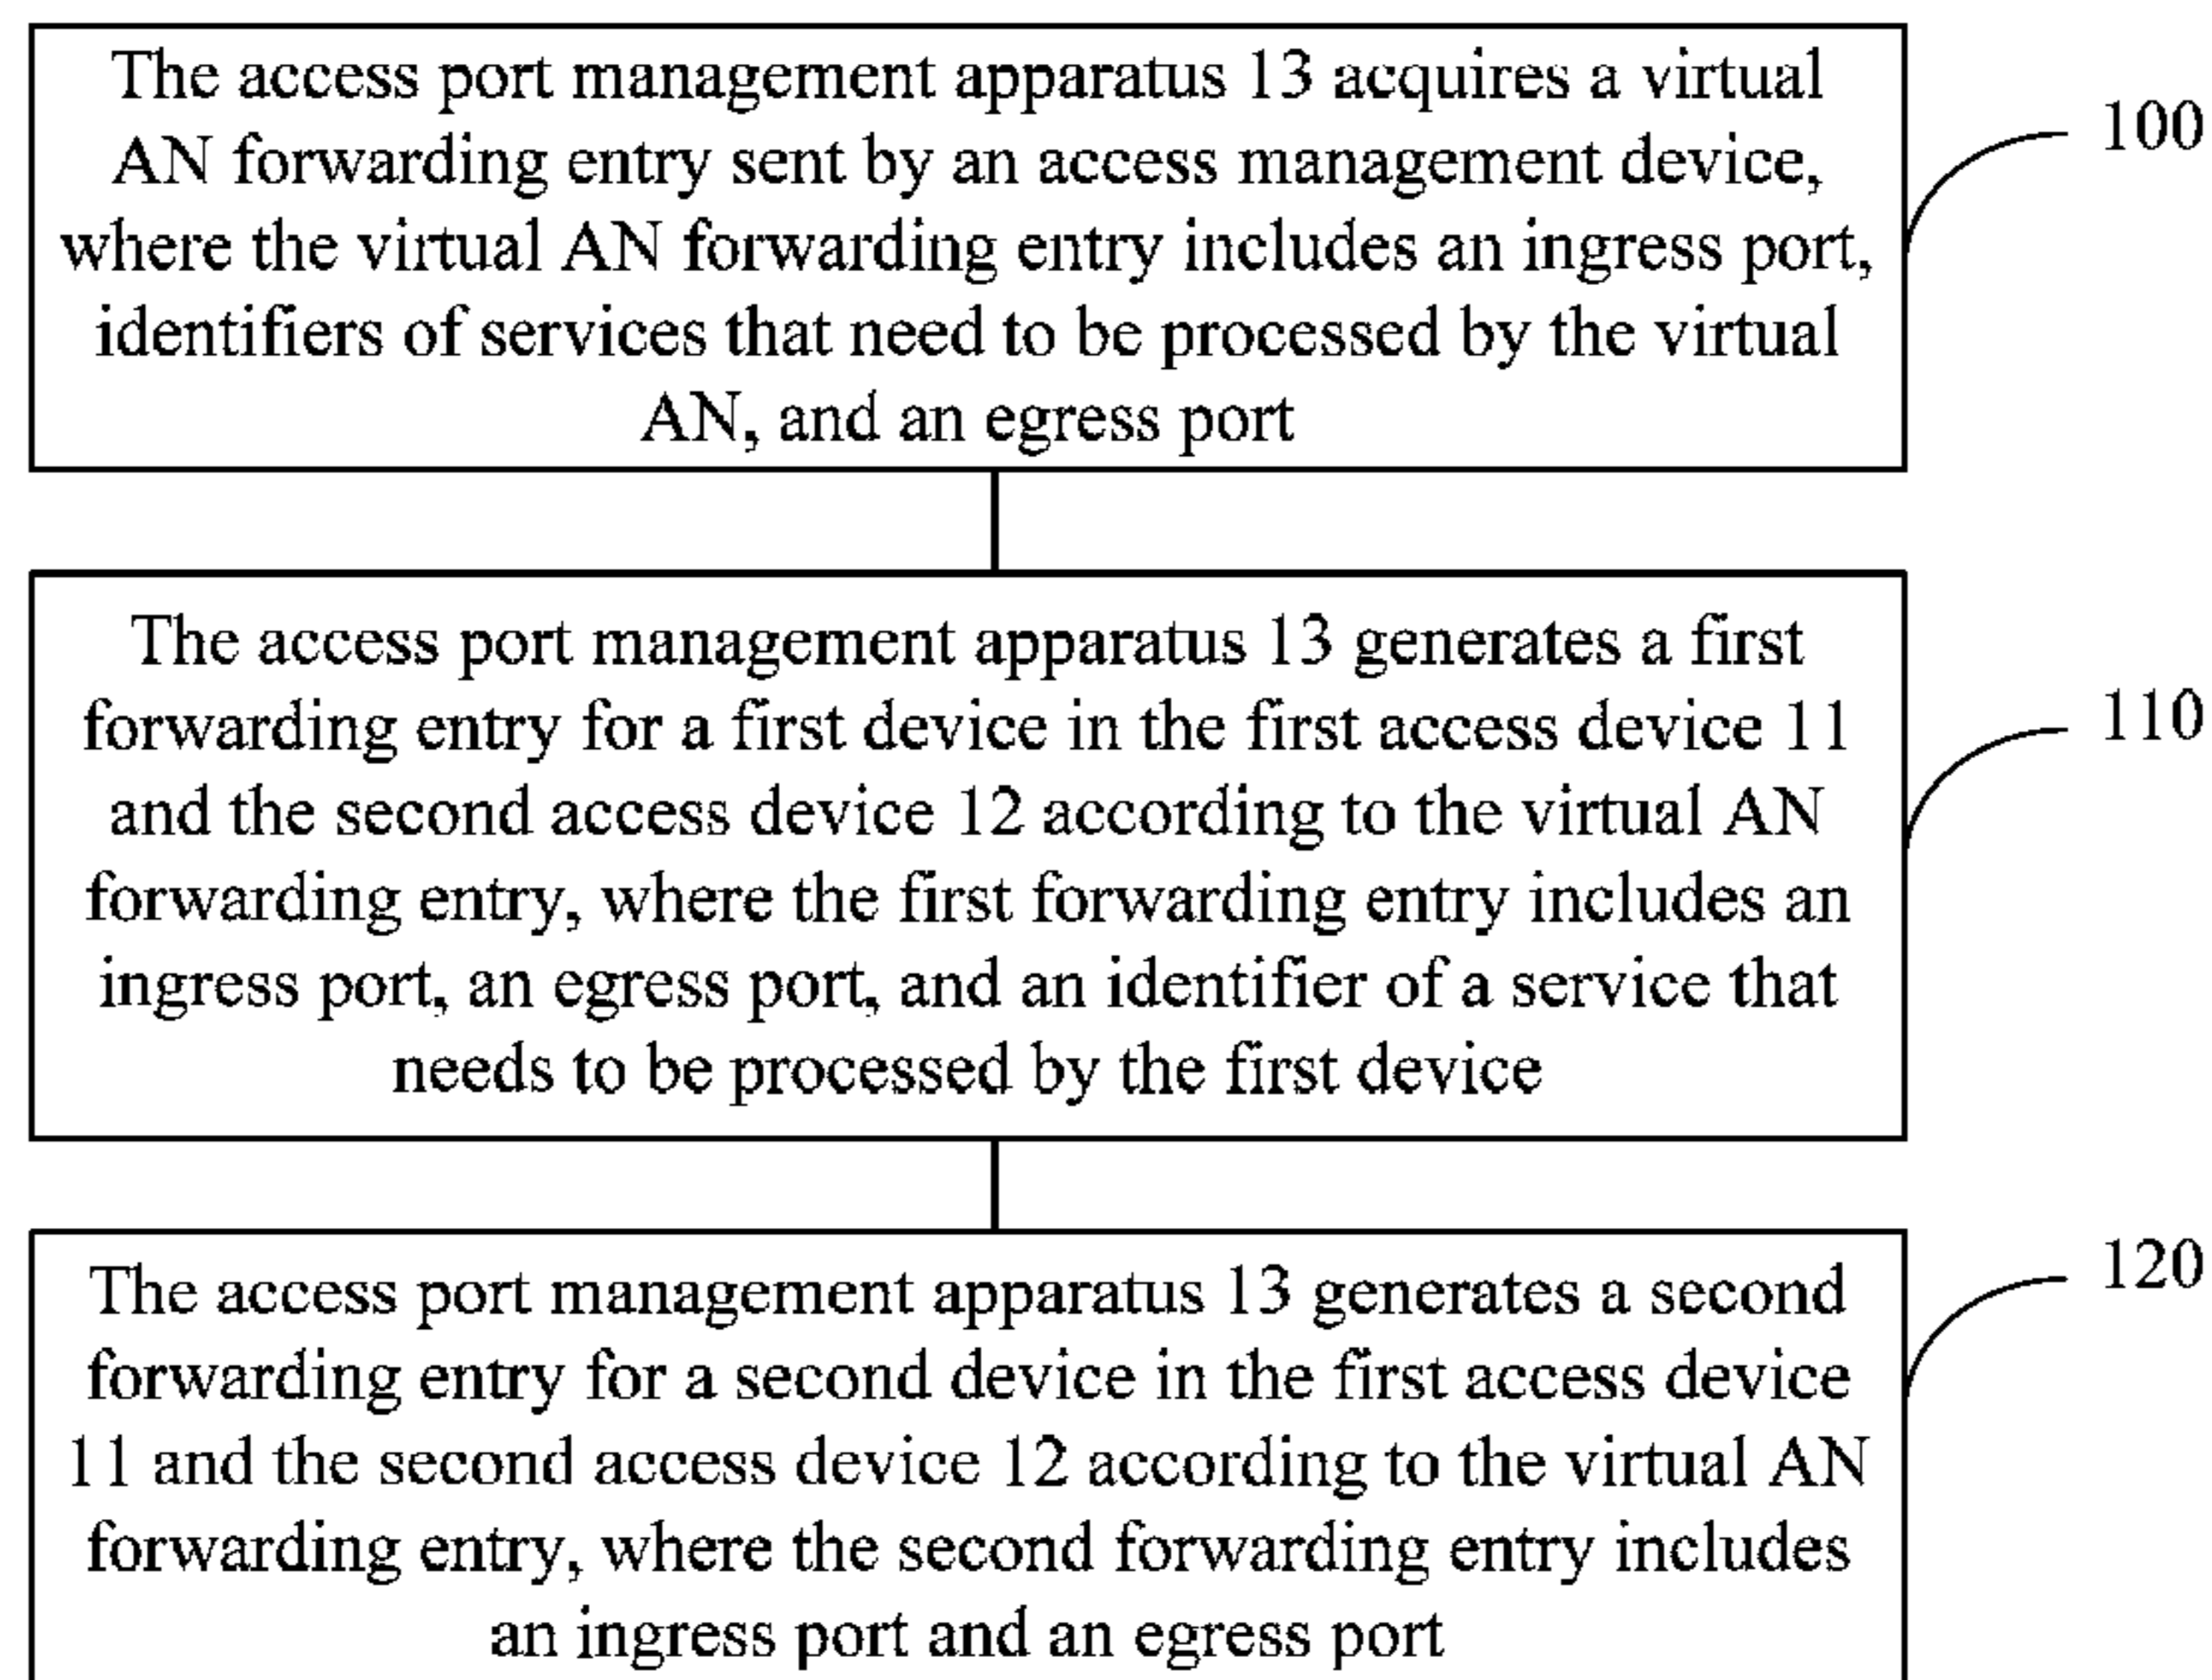 The access port management apparatus 13 acquires a virtual
AN forwarding entry sent by an access management device,
where the virtual AN forwarding entry includes an ingress port,
identifiers of services that need to be processed by the virtual
AN, and an egress port
100
The access port management apparatus 13 generates a first
forwarding entry for a first device in the first access device 11
and the second access device 12 according to the virtual AN
forwarding entry, where the first forwarding entry includes an
ingress port, an egress port, and an identifier of a service that
needs to be processed by the first device
110
The access port management apparatus 13 generates a second
forwarding entry for a second device in the first access device
11 and the second access device 12 according to the virtual AN
forwarding entry, where the second forwarding entry includes
an ingress port and an egress port
120